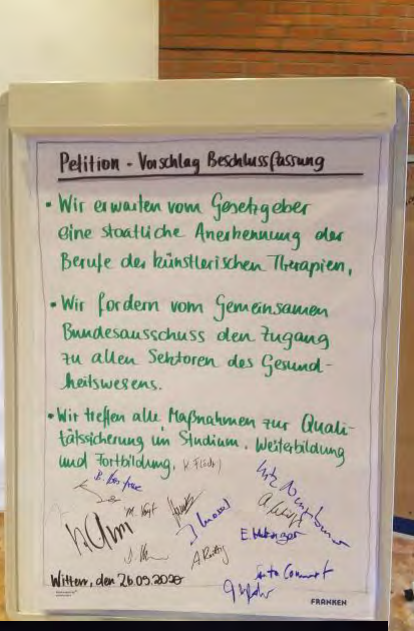 Petition - Vorschlag Beschlussfassung
• Wir erwarten vom Gesetzgeber
eine staatliche Anerkennung der
Berufe der künstlerischen Therapien.
• Wir fordern vom Gemeinsamen
Bundesausschuss den Zugang
zu allen Sektoren des Gesund-
heitswesens.
• Wir treffen alle Maßnahmen zur Quali-
tätssicherung im Studium, Weiterbildung
und Fortbildung.
Witten, den 26.09.2020
FRANKEN